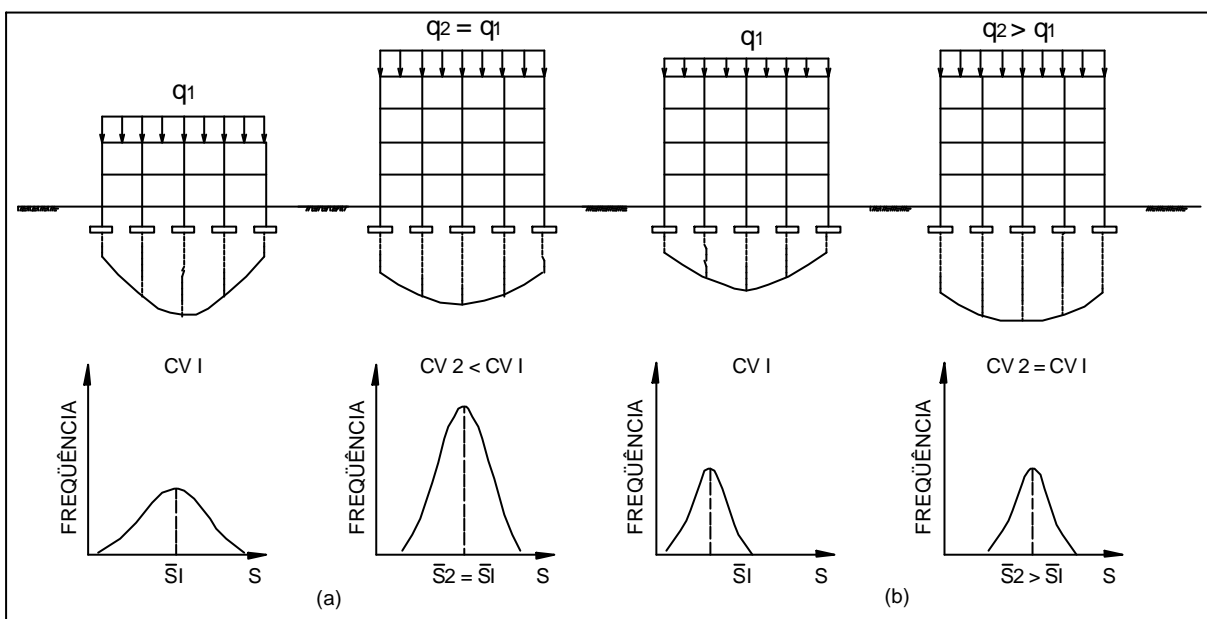 q1
q2 = q1
q1
q2 > q1
CV I
CV 2 < CV I
CV I
CV 2 = CV I
FREQÜÊNCIA
FREQÜÊNCIA
FREQÜÊNCIA
FREQÜÊNCIA
S̅I S
S̅2 = S̅I S
S̅I S
S̅2 > S̅I S
(a)
(b)